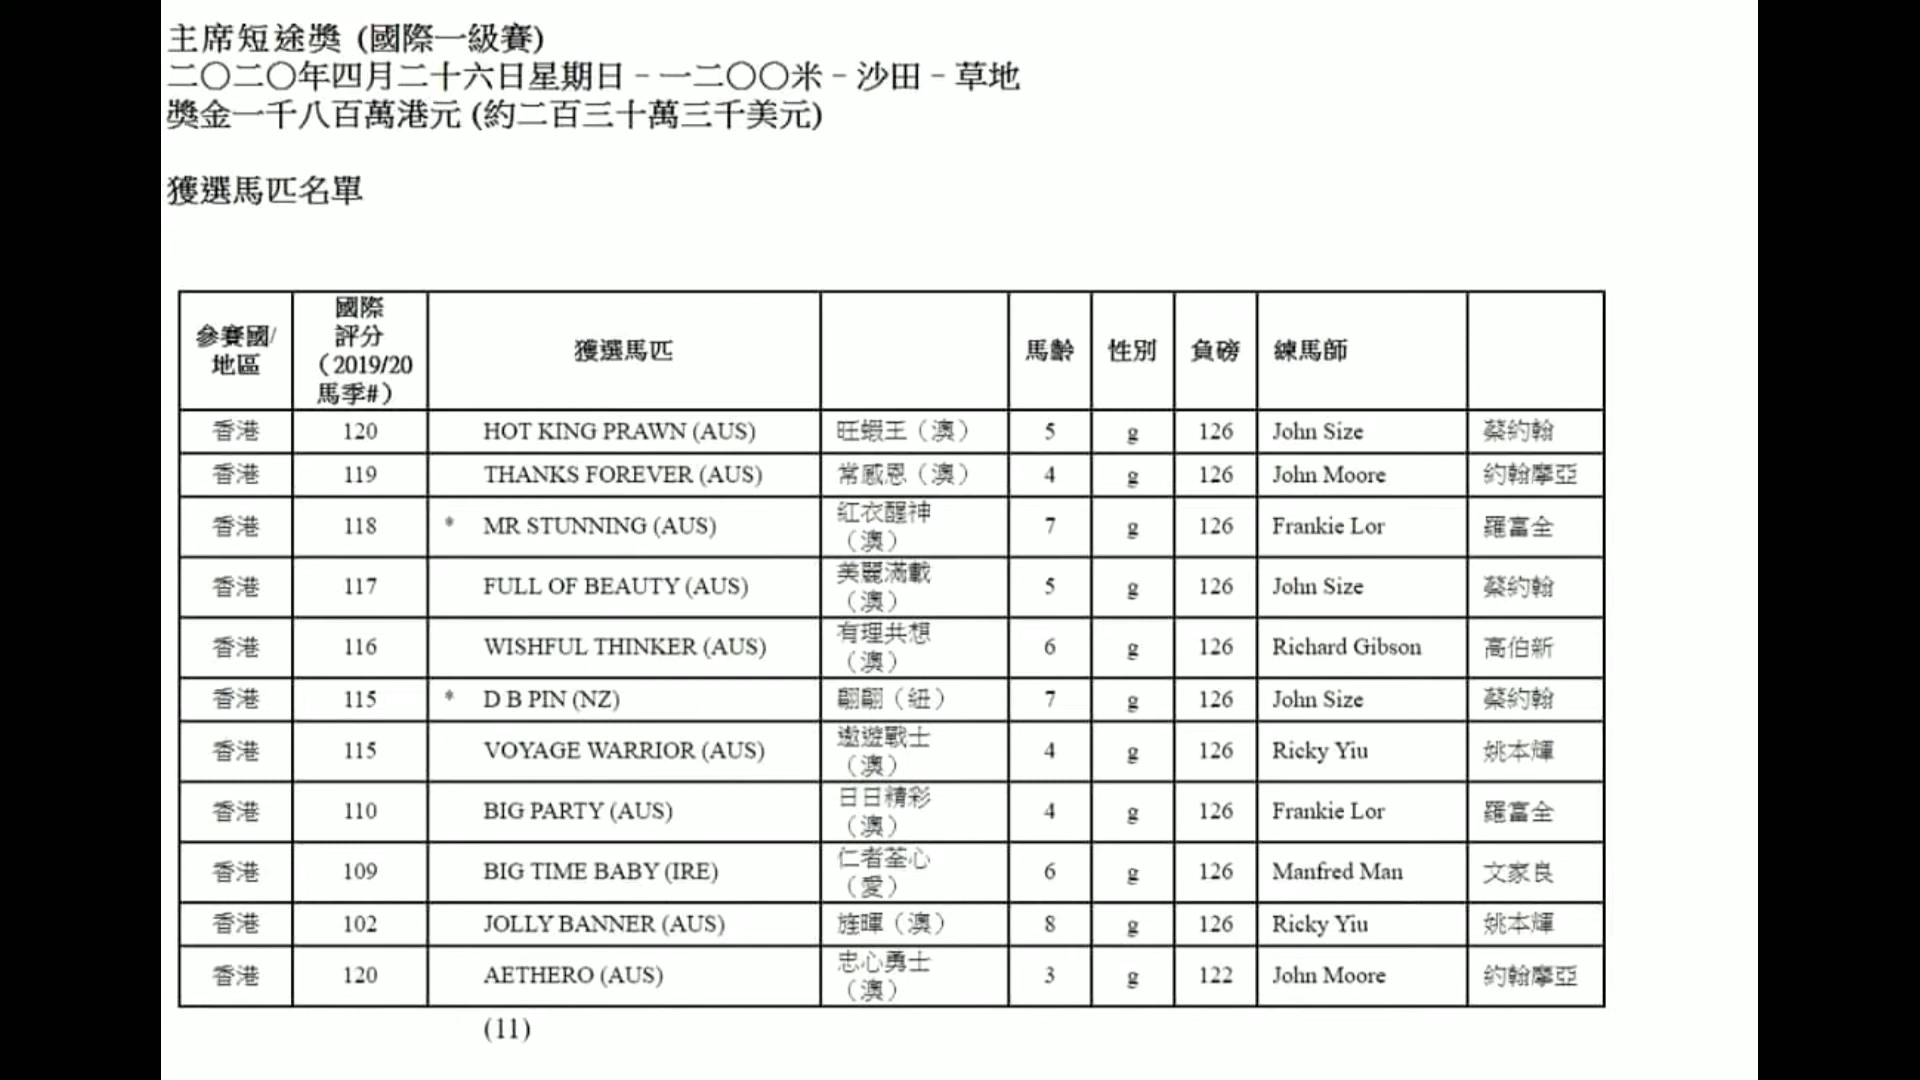 主席短途獎 (國際一級賽)
二〇二〇年四月二十六日星期日 - 一二〇〇米 - 沙田 - 草地
獎金一千八百萬港元 (約二百三十萬三千美元)
獲選馬匹名單
參賽國/地區 國際評分（2019/20馬季#） 獲選馬匹 馬齡 性別 負磅 練馬師
香港 120 HOT KING PRAWN (AUS) 旺蝦王（澳） 5 g 126 John Size 蔡約翰
香港 119 THANKS FOREVER (AUS) 常感恩（澳） 4 g 126 John Moore 約翰摩亞
香港 118 * MR STUNNING (AUS) 紅衣醒神（澳） 7 g 126 Frankie Lor 羅富全
香港 117 FULL OF BEAUTY (AUS) 美麗滿載（澳） 5 g 126 John Size 蔡約翰
香港 116 WISHFUL THINKER (AUS) 有理共想（澳） 6 g 126 Richard Gibson 高伯新
香港 115 * D B PIN (NZ) 翩翩（紐） 7 g 126 John Size 蔡約翰
香港 115 VOYAGE WARRIOR (AUS) 遨遊戰士（澳） 4 g 126 Ricky Yiu 姚本輝
香港 110 BIG PARTY (AUS) 日日精彩（澳） 4 g 126 Frankie Lor 羅富全
香港 109 BIG TIME BABY (IRE) 仁者荃心（愛） 6 g 126 Manfred Man 文家良
香港 102 JOLLY BANNER (AUS) 旌暉（澳） 8 g 126 Ricky Yiu 姚本輝
香港 120 AETHERO (AUS) 忠心勇士（澳） 3 g 122 John Moore 約翰摩亞
(11)